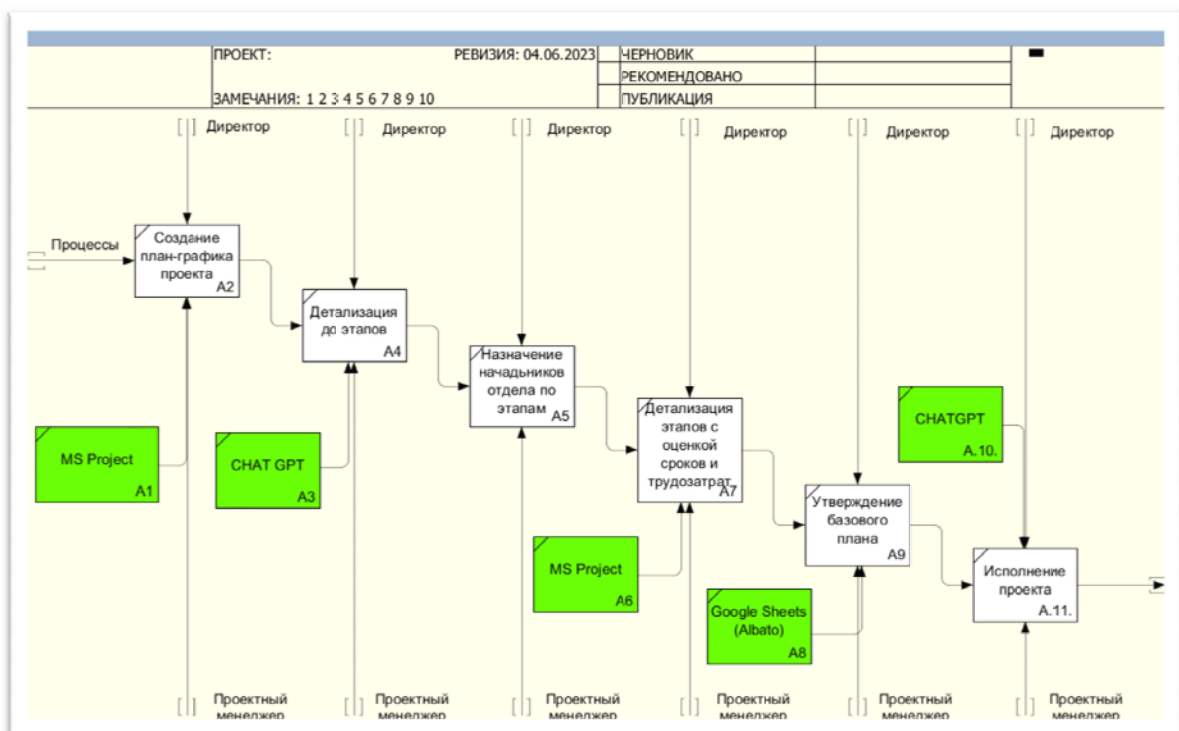 ПРОЕКТ:
РЕВИЗИЯ: 04.06.2023
ЧЕРНОВИК
РЕКОМЕНДОВАНО
ЗАМЕЧАНИЯ: 1 2 3 4 5 6 7 8 9 10
ПУБЛИКАЦИЯ
Директор
Директор
Директор
Директор
Директор
Директор
Процессы
Создание
план-графика
проекта
A2
Детализация
до этапов
A4
Назначение
начадьников
отдела по
этапам
A5
Детализация
этапов с
оценкой
сроков и
трудозатрат
A7
CHATGPT
A.10.
MS Project
A1
CHAT GPT
A3
Утверждение
базового
плана
A9
MS Project
A6
Исполнение
проекта
A.11.
Google Sheets
(Albato)
A8
Проектный
менеджер
Проектный
менеджер
Проектный
менеджер
Проектный
менеджер
Проектный
менеджер
Проектный
менеджер